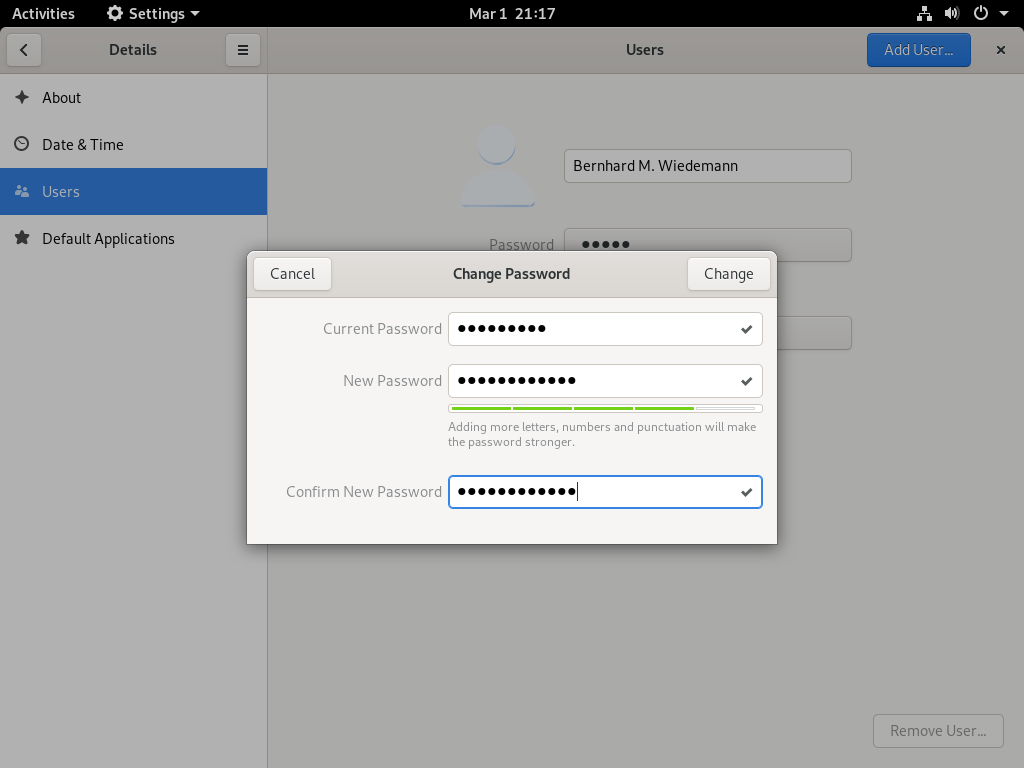 Activities Settings Mar 1 21:17
Details Users Add User...
About
Date & Time
Users
Default Applications
Bernhard M. Wiedemann
Password ●●●●●
Cancel Change Password Change
Current Password ●●●●●●●●●
New Password ●●●●●●●●●●●●
Adding more letters, numbers and punctuation will make
the password stronger.
Confirm New Password ●●●●●●●●●●●●
Remove User...